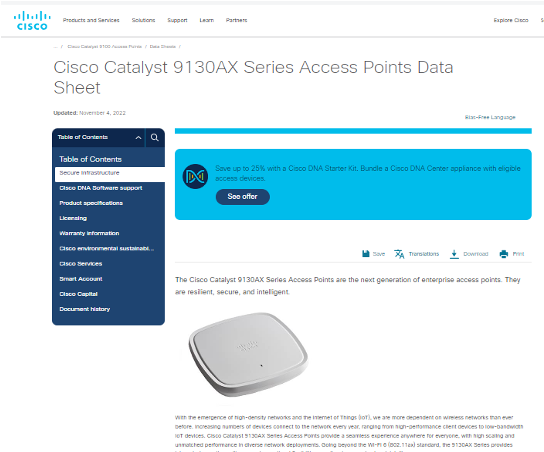 CISCO
Products and Services Solutions Support Learn Partners Explore Cisco
... / Cisco Catalyst 9100 Access Points / Data Sheets /
Cisco Catalyst 9130AX Series Access Points Data
Sheet
Updated: November 4, 2022
Bias-Free Language
Table of Contents
Table of Contents
Secure infrastructure
Cisco DNA Software support
Product specifications
Licensing
Warranty information
Cisco environmental sustainabi...
Cisco Services
Smart Account
Cisco Capital
Document history
Save up to 25% with a Cisco DNA Starter Kit. Bundle a Cisco DNA Center appliance with eligible
access devices.
See offer
Save Translations Download Print
The Cisco Catalyst 9130AX Series Access Points are the next generation of enterprise access points. They
are resilient, secure, and intelligent.
With the emergence of high-density networks and the Internet of Things (IoT), we are more dependent on wireless networks than ever
before. Increasing numbers of devices connect to the network every year, ranging from high-performance client devices to low-bandwidth
IoT devices. Cisco Catalyst 9130AX Series Access Points provide a seamless experience anywhere for everyone, with high scaling and
unmatched performance in diverse network deployments. Going beyond the Wi-Fi 6 (802.11ax) standard, the 9130AX Series provides